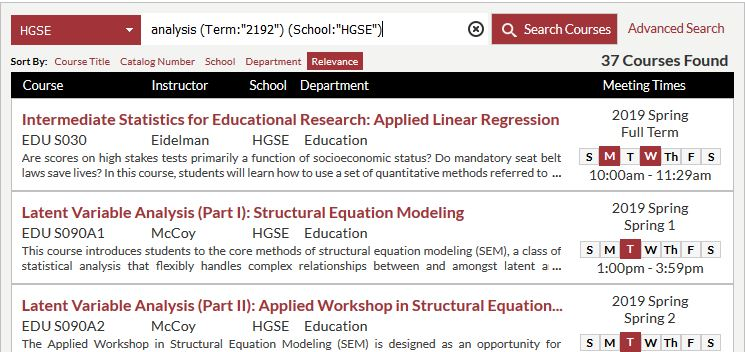 HGSE analysis (Term:"2192") (School:"HGSE") Search Courses Advanced Search
Sort By: Course Title Catalog Number School Department Relevance 37 Courses Found
Course Instructor School Department Meeting Times
Intermediate Statistics for Educational Research: Applied Linear Regression 2019 Spring
Full Term
EDU S030 Eidelman HGSE Education
Are scores on high stakes tests primarily a function of socioeconomic status? Do mandatory seat belt S M T W Th F S
laws save lives? In this course, students will learn how to use a set of quantitative methods referred to ... 10:00am - 11:29am
Latent Variable Analysis (Part I): Structural Equation Modeling 2019 Spring
Spring 1
EDU S090A1 McCoy HGSE Education
This course introduces students to the core methods of structural equation modeling (SEM), a class of S M T W Th F S
statistical analysis that flexibly handles complex relationships between and amongst latent a... 1:00pm - 3:59pm
Latent Variable Analysis (Part II): Applied Workshop in Structural Equation... 2019 Spring
Spring 2
EDU S090A2 McCoy HGSE Education
The Applied Workshop in Structural Equation Modeling (SEM) is designed as an opportunity for S M T W Th F S